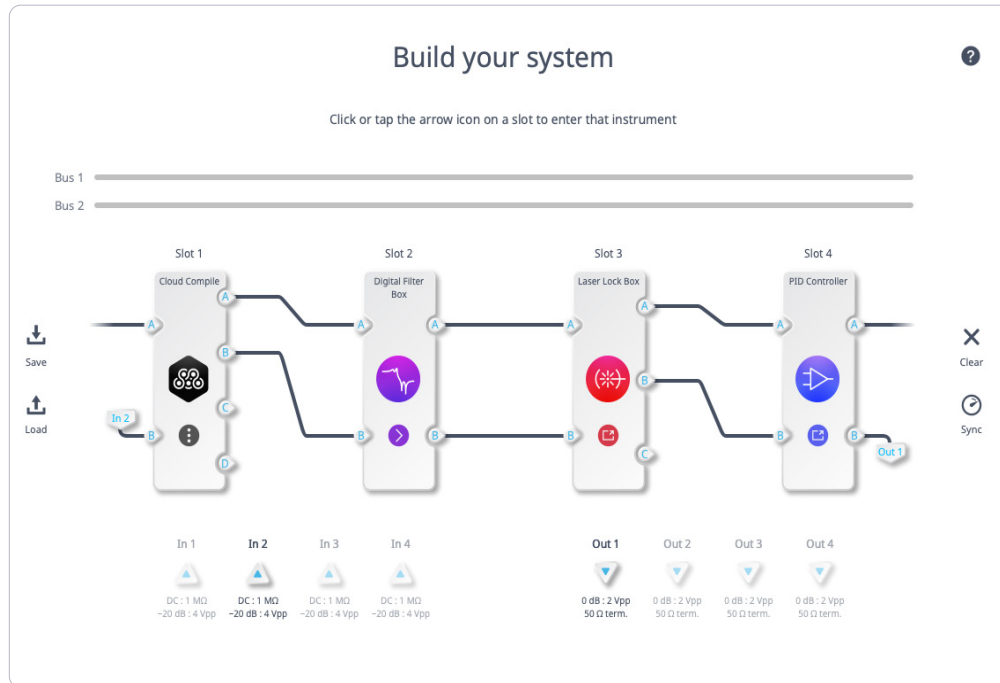 Build your system
?
Click or tap the arrow icon on a slot to enter that instrument
Bus 1
Bus 2
Slot 1
Slot 2
Slot 3
Slot 4
Cloud Compile
Digital Filter
Box
Laser Lock Box
PID Controller
A
B
C
D
A
B
In 2
A
B
A
B
A
B
A
B
C
A
B
A
B
Out 1
Save
Load
Clear
Sync
In 1
In 2
In 3
In 4
Out 1
Out 2
Out 3
Out 4
DC : 1 MΩ
−20 dB : 4 Vpp
DC : 1 MΩ
−20 dB : 4 Vpp
DC : 1 MΩ
−20 dB : 4 Vpp
DC : 1 MΩ
−20 dB : 4 Vpp
0 dB : 2 Vpp
50 Ω term.
0 dB : 2 Vpp
50 Ω term.
0 dB : 2 Vpp
50 Ω term.
0 dB : 2 Vpp
50 Ω term.